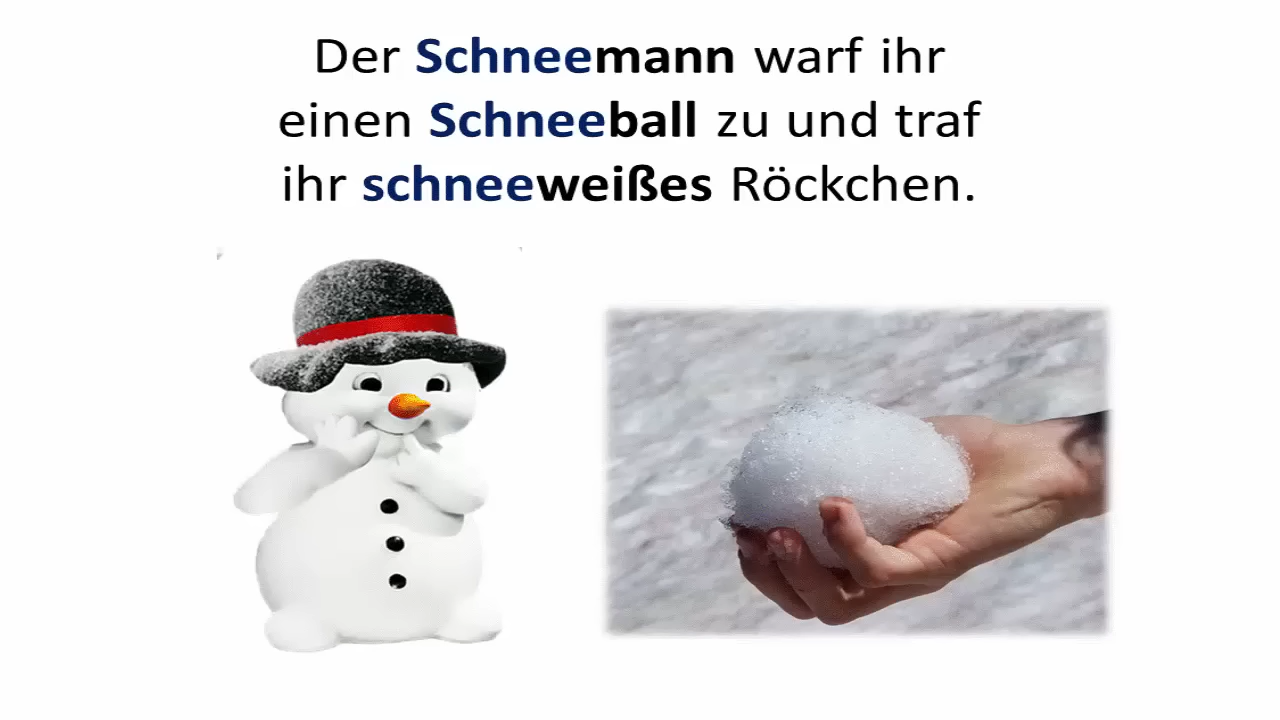 Der Schneemann warf ihr
einen Schneeball zu und traf
ihr schneeweißes Röckchen.